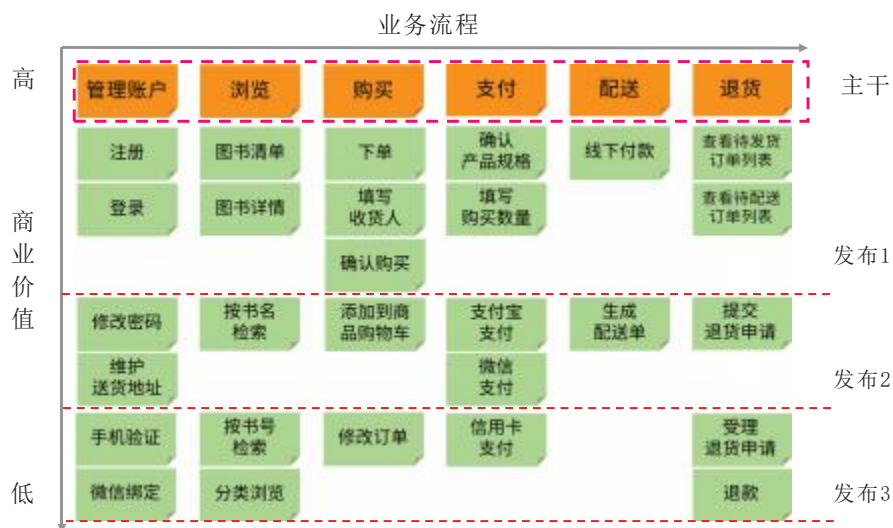 业务流程
高
管理账户
浏览
购买
支付
配送
退货
主干
注册
图书清单
下单
确认
产品规格
线下付款
查看待发货
订单列表
登录
图书详情
填写
收货人
填写
购买数量
查看待配送
订单列表
商
业
价
值
确认购买
发布1
修改密码
按书名
检索
添加到商
品购物车
支付宝
支付
生成
配送单
提交
退货申请
维护
送货地址
微信
支付
发布2
手机验证
按书号
检索
修改订单
信用卡
支付
受理
退货申请
低
微信绑定
分类浏览
退款
发布3